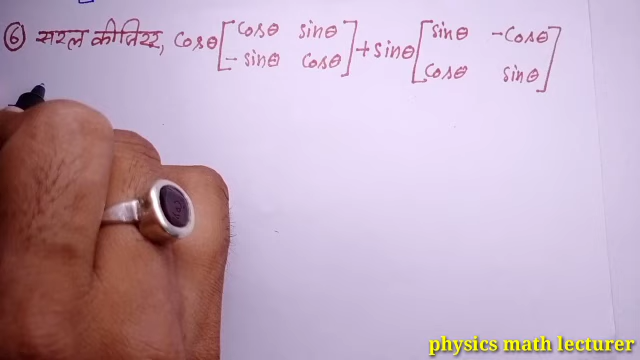 ⑥ सरल कीजिए, cosθ [ cosθ sinθ ] + sinθ [ sinθ -cosθ ]
[ - sinθ cosθ ] [ cosθ sinθ ]
physics math lecturer